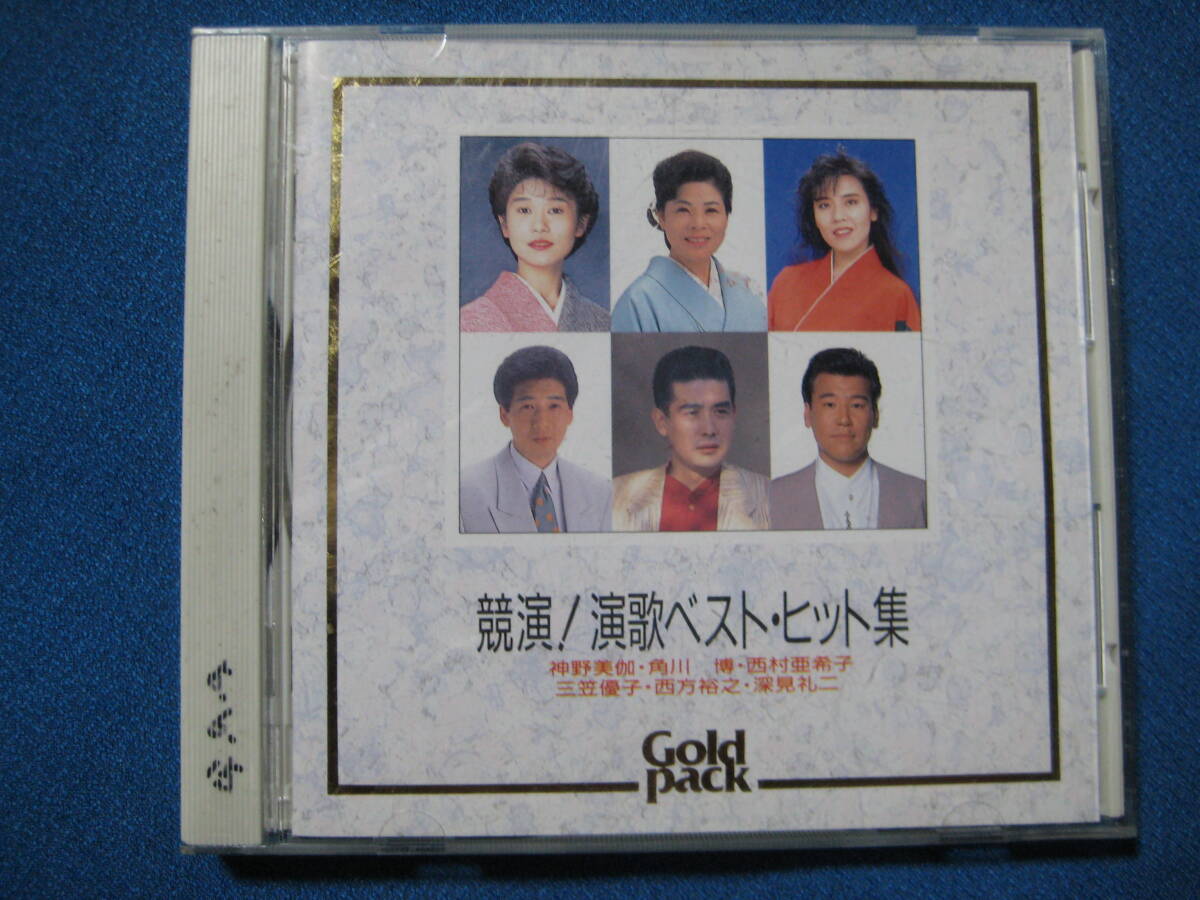 競演!演歌ベスト・ヒット集
神野美伽・角川　博・西村亜希子
三笠優子・西方裕之・深見礼二
Gold
pack